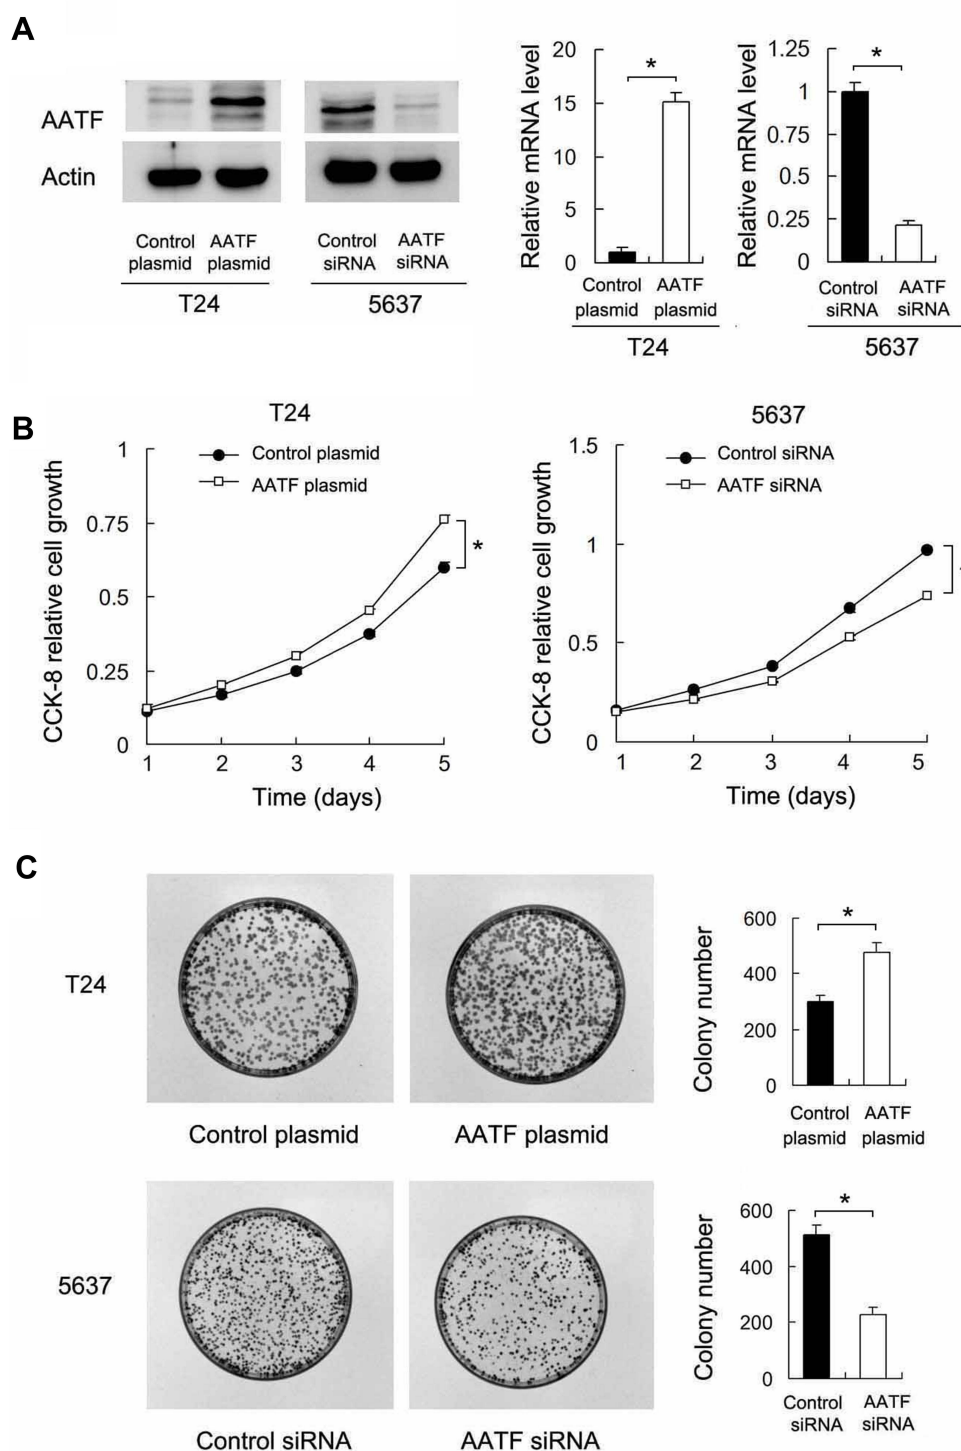 A
AATF
Actin
Control plasmid
AATF plasmid
Control siRNA
AATF siRNA
T24
5637
Relative mRNA level
20
15
10
5
0
*
Control plasmid
AATF plasmid
T24
Relative mRNA level
1.25
1
0.75
0.5
0.25
0
*
Control siRNA
AATF siRNA
5637
B
T24
CCK-8 relative cell growth
1
0.75
0.5
0.25
0
Control plasmid
AATF plasmid
*
1 2 3 4 5
Time (days)
5637
CCK-8 relative cell growth
1.5
1
0.5
0
Control siRNA
AATF siRNA
1 2 3 4 5
Time (days)
C
T24
Control plasmid
AATF plasmid
Colony number
600
400
200
0
*
Control plasmid
AATF plasmid
5637
Control siRNA
AATF siRNA
Colony number
600
400
200
0
*
Control siRNA
AATF siRNA